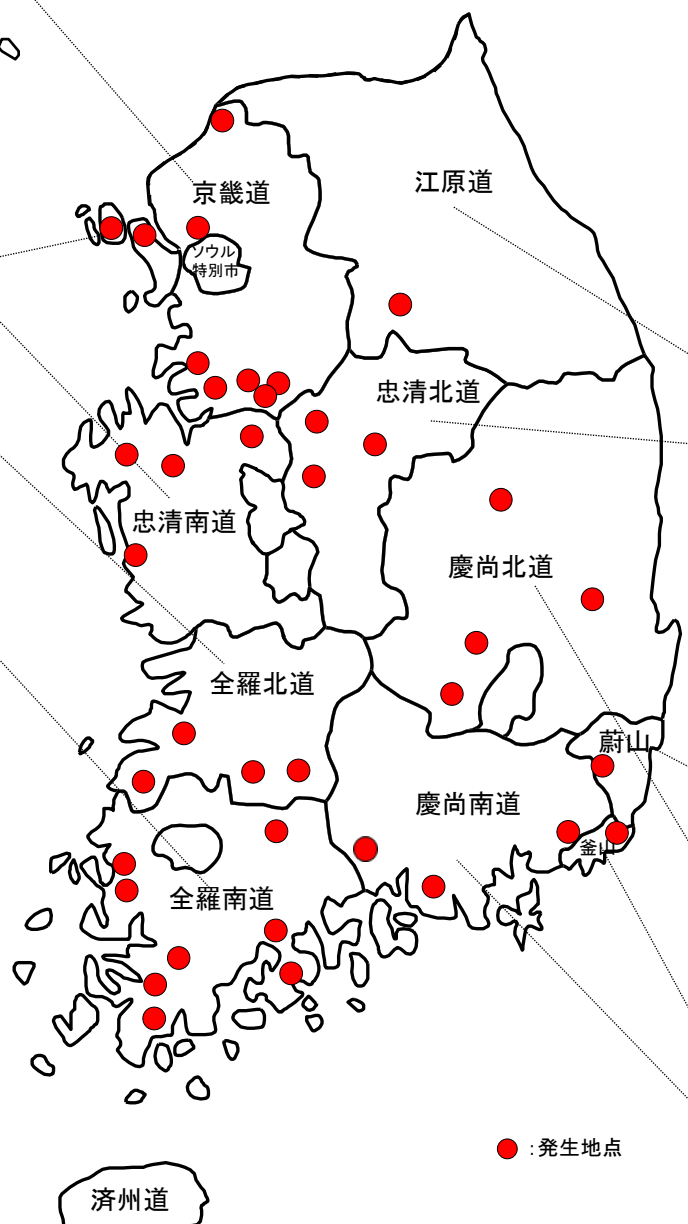 江原道
京畿道
ソウル
特別市
忠清北道
忠清南道
慶尚北道
全羅北道
蔚山
慶尚南道
釜山
全羅南道
:発生地点
済州道